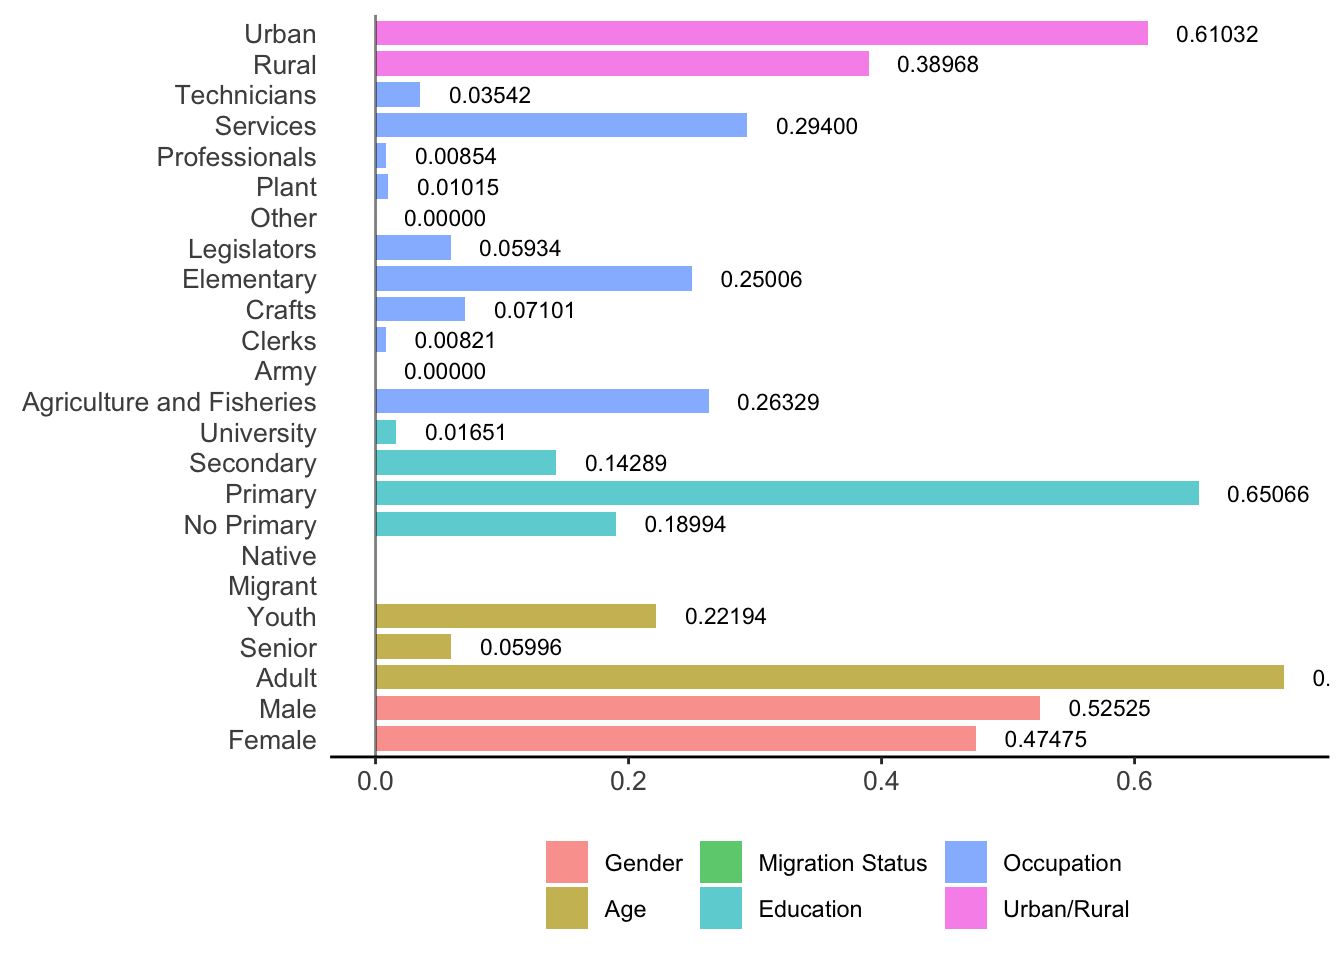 Urban 0.61032
Rural 0.38968
Technicians 0.03542
Services 0.29400
Professionals 0.00854
Plant 0.01015
Other 0.00000
Legislators 0.05934
Elementary 0.25006
Crafts 0.07101
Clerks 0.00821
Army 0.00000
Agriculture and Fisheries 0.26329
University 0.01651
Secondary 0.14289
Primary 0.65066
No Primary 0.18994
Native
Migrant
Youth 0.22194
Senior 0.05996
Adult 0.
Male 0.52525
Female 0.47475
0.0 0.2 0.4 0.6
Gender Migration Status Occupation
Age Education Urban/Rural